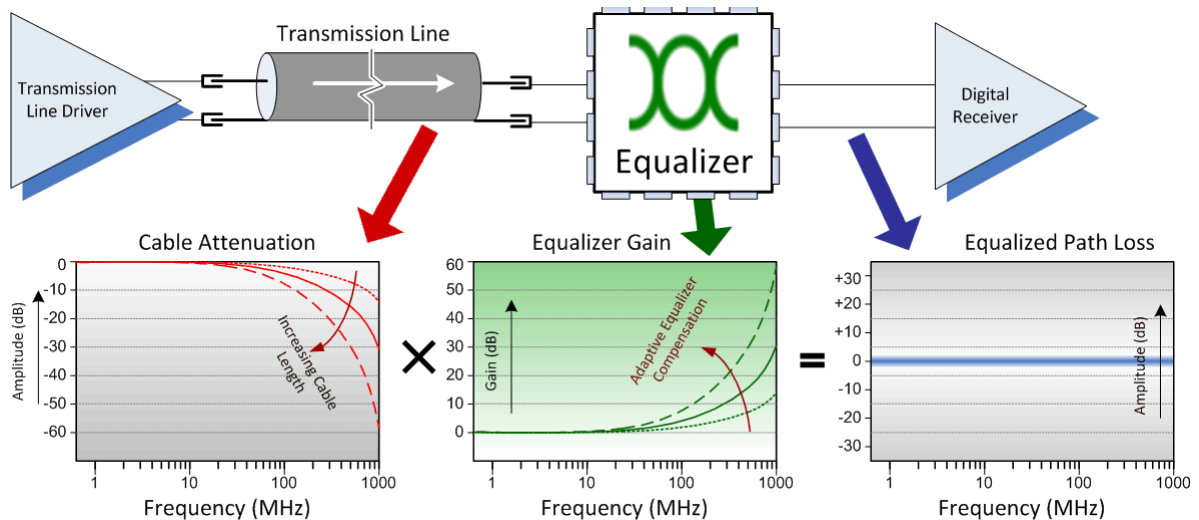 Transmission Line
Transmission
Line Driver
Equalizer
Digital
Receiver
Cable Attenuation
Equalizer Gain
Equalized Path Loss
Amplitude (dB)
0
-10
-20
-30
-40
-50
-60
Increasing Cable
Length
1
10
100
1000
Frequency (MHz)
×
Gain (dB)
60
50
40
30
20
10
0
Adaptive Equalizer
Compensation
1
10
100
1000
Frequency (MHz)
=
+30
+20
+10
0
-10
-20
-30
Amplitude (dB)
1
10
100
1000
Frequency (MHz)